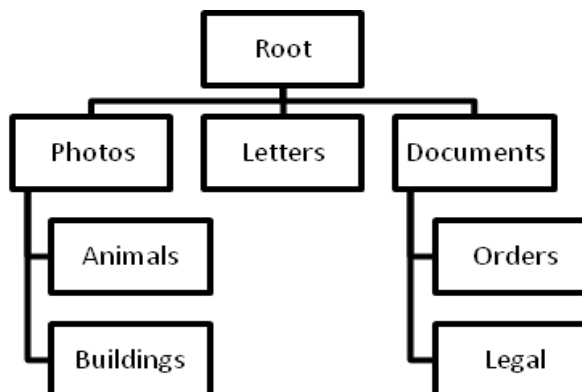 Root
Photos
Letters
Documents
Animals
Orders
Buildings
Legal